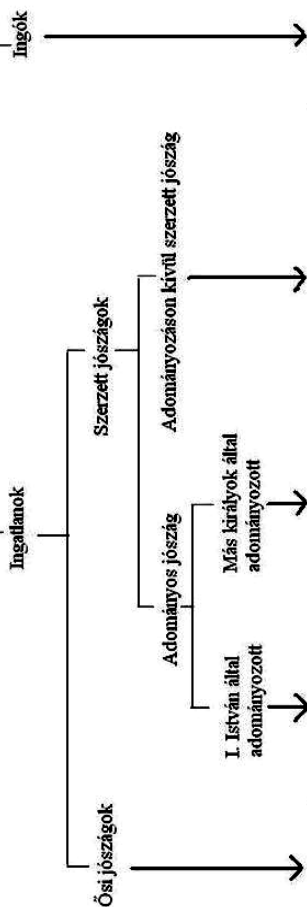 Ingatlanok
Ingók
Ősi jószágok
Szerzett jószágok
Adományos jószág
Adományozáson kívül szerzett jószág
I. István által
adományozott
Más királyok által
adományozott